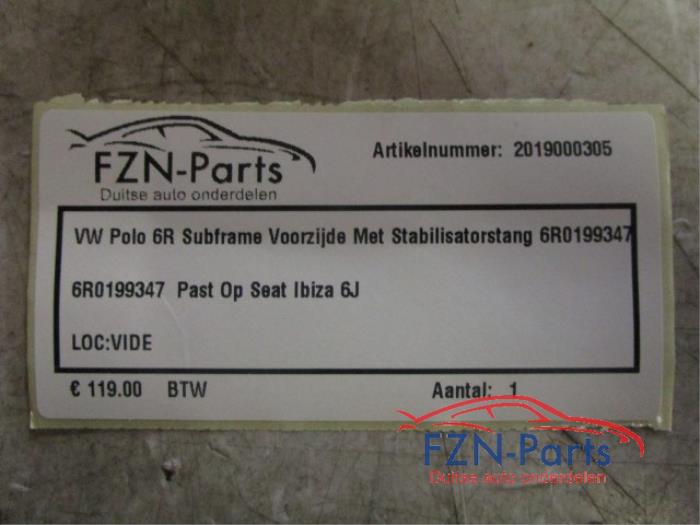 FZN-Parts
Duitse auto onderdelen
Artikelnummer: 2019000305
VW Polo 6R Subframe Voorzijde Met Stabilisatorstang 6R0199347
6R0199347 Past Op Seat Ibiza 6J
LOC:VIDE
€ 119.00 BTW Aantal: 1
FZN-Parts
Duitse auto onderdelen